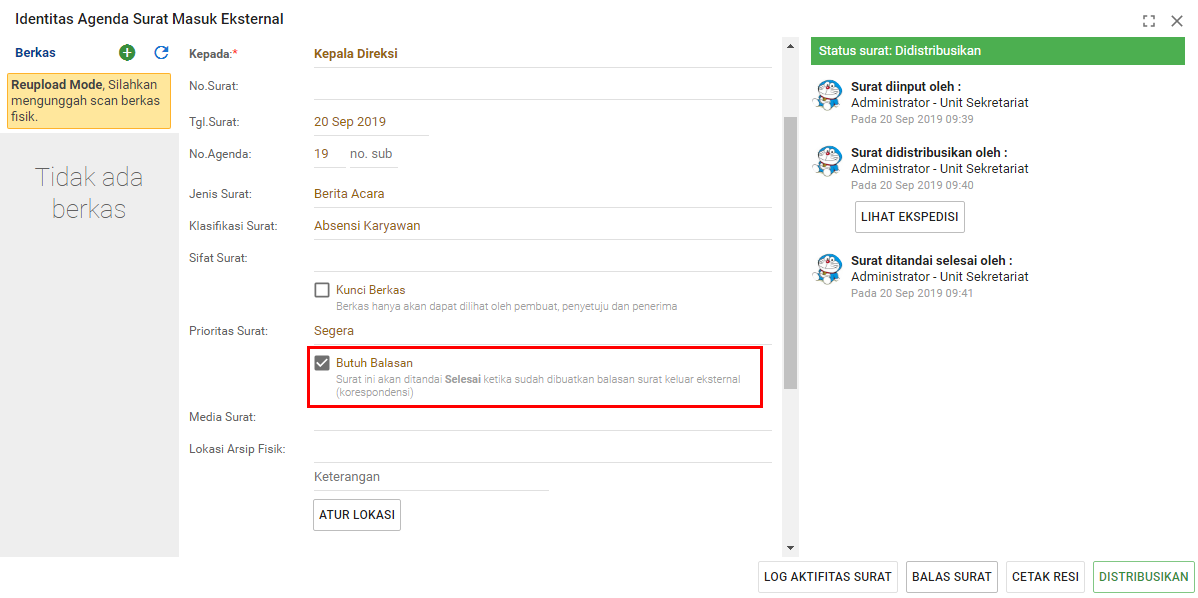 Identitas Agenda Surat Masuk Eksternal
Berkas
Reupload Mode, Silahkan
mengunggah scan berkas
fisik.
Tidak ada
berkas
Kepada:*
Kepala Direksi
No.Surat:
Tgl.Surat:
20 Sep 2019
No.Agenda:
19
no. sub
Jenis Surat:
Berita Acara
Klasifikasi Surat:
Absensi Karyawan
Sifat Surat:
Kunci Berkas
Berkas hanya akan dapat dilihat oleh pembuat, penyetuju dan penerima
Prioritas Surat:
Segera
Butuh Balasan
Surat ini akan ditandai Selesai ketika sudah dibuatkan balasan surat keluar eksternal
(korespondensi)
Media Surat:
Lokasi Arsip Fisik:
Keterangan
ATUR LOKASI
Status surat: Didistribusikan
Surat diinput oleh :
Administrator - Unit Sekretariat
Pada 20 Sep 2019 09:39
Surat didistribusikan oleh :
Administrator - Unit Sekretariat
Pada 20 Sep 2019 09:40
LIHAT EKSPEDISI
Surat ditandai selesai oleh :
Administrator - Unit Sekretariat
Pada 20 Sep 2019 09:41
LOG AKTIFITAS SURAT
BALAS SURAT
CETAK RESI
DISTRIBUSIKAN